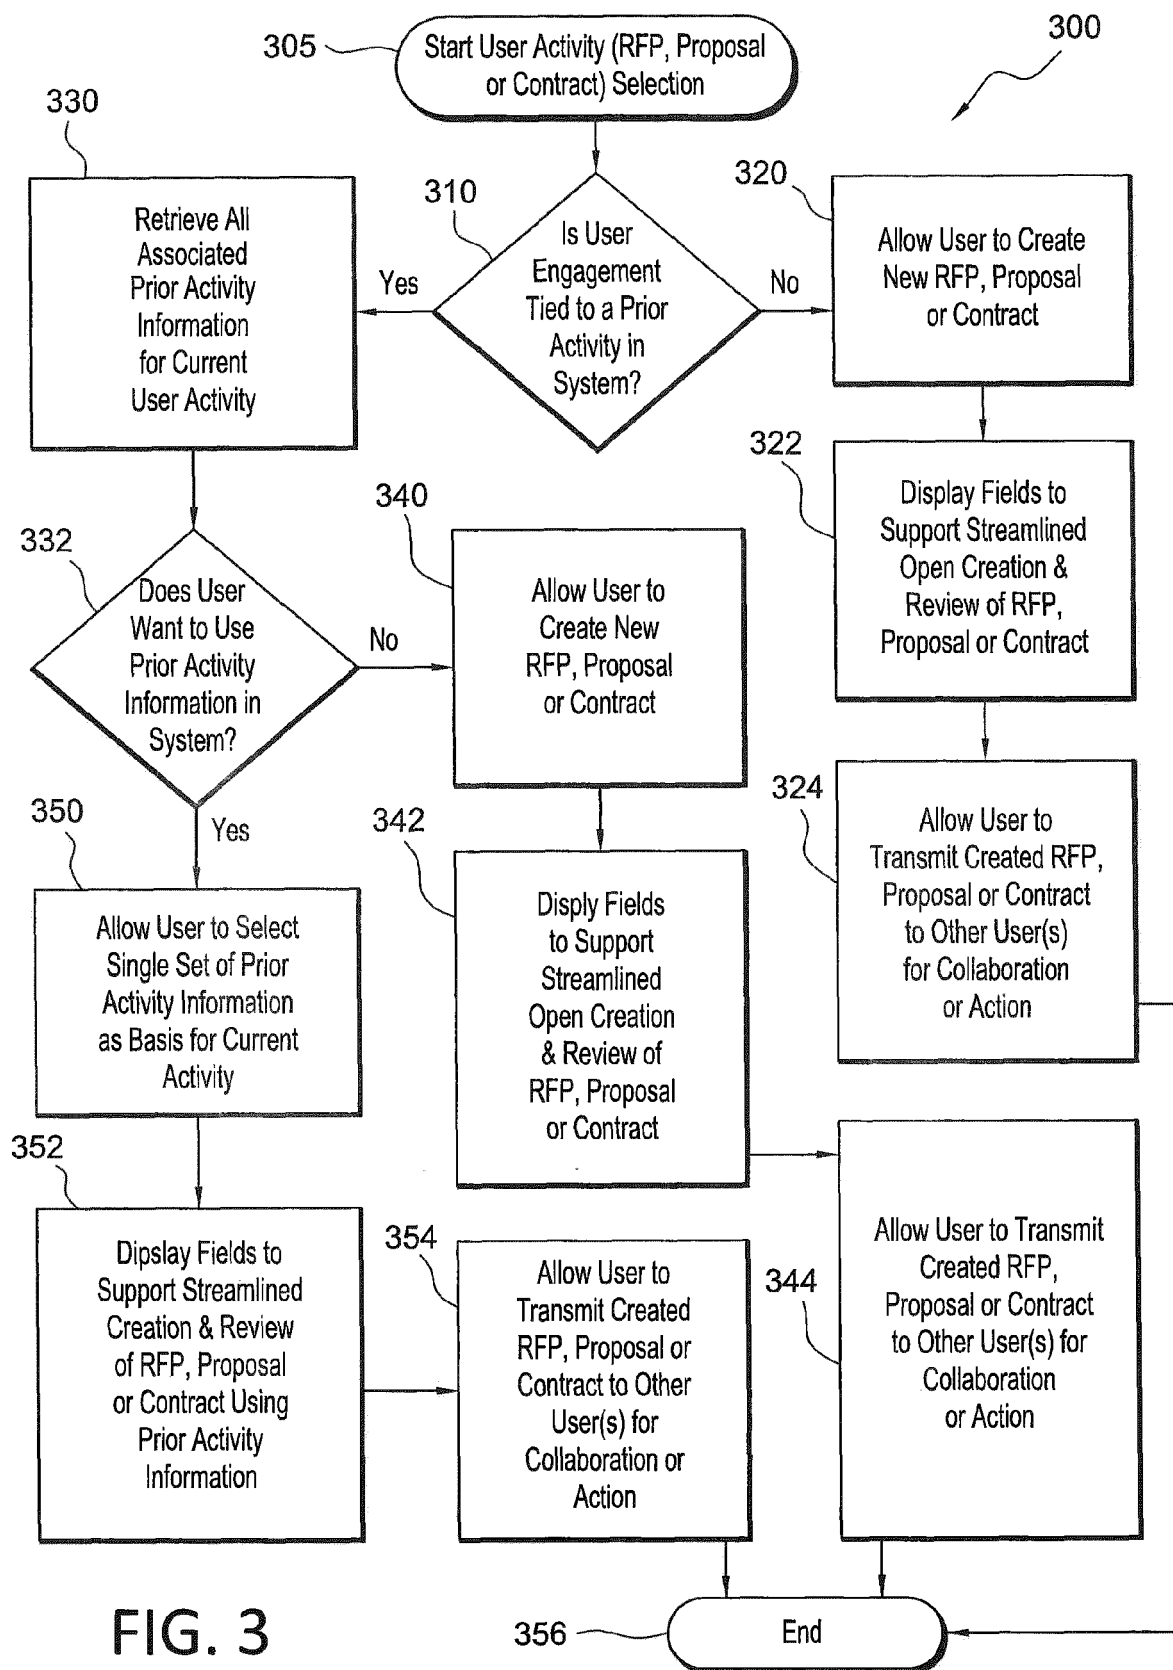 305
Start User Activity (RFP, Proposal
or Contract) Selection
300
330
Retrieve All
Associated
Prior Activity
Information
for Current
User Activity
310
Is User
Engagement
Tied to a Prior
Activity in
System?
Yes
No
320
Allow User to Create
New RFP, Proposal
or Contract
322
Display Fields to
Support Streamlined
Open Creation &
Review of RFP,
Proposal or Contract
332
Does User
Want to Use
Prior Activity
Information in
System?
No
Yes
340
Allow User to
Create New
RFP, Proposal
or Contract
324
Allow User to
Transmit Created RFP,
Proposal or Contract
to Other User(s)
for Collaboration
or Action
342
Disply Fields
to Support
Streamlined
Open Creation
& Review of
RFP, Proposal
or Contract
350
Allow User to Select
Single Set of Prior
Activity Information
as Basis for Current
Activity
352
Dipslay Fields to
Support Streamlined
Creation & Review
of RFP, Proposal
or Contract Using
Prior Activity
Information
354
Allow User to
Transmit Created
RFP, Proposal or
Contract to Other
User(s) for
Collaboration or
Action
344
Allow User to Transmit
Created RFP,
Proposal or Contract
to Other User(s) for
Collaboration
or Action
356
End
FIG. 3